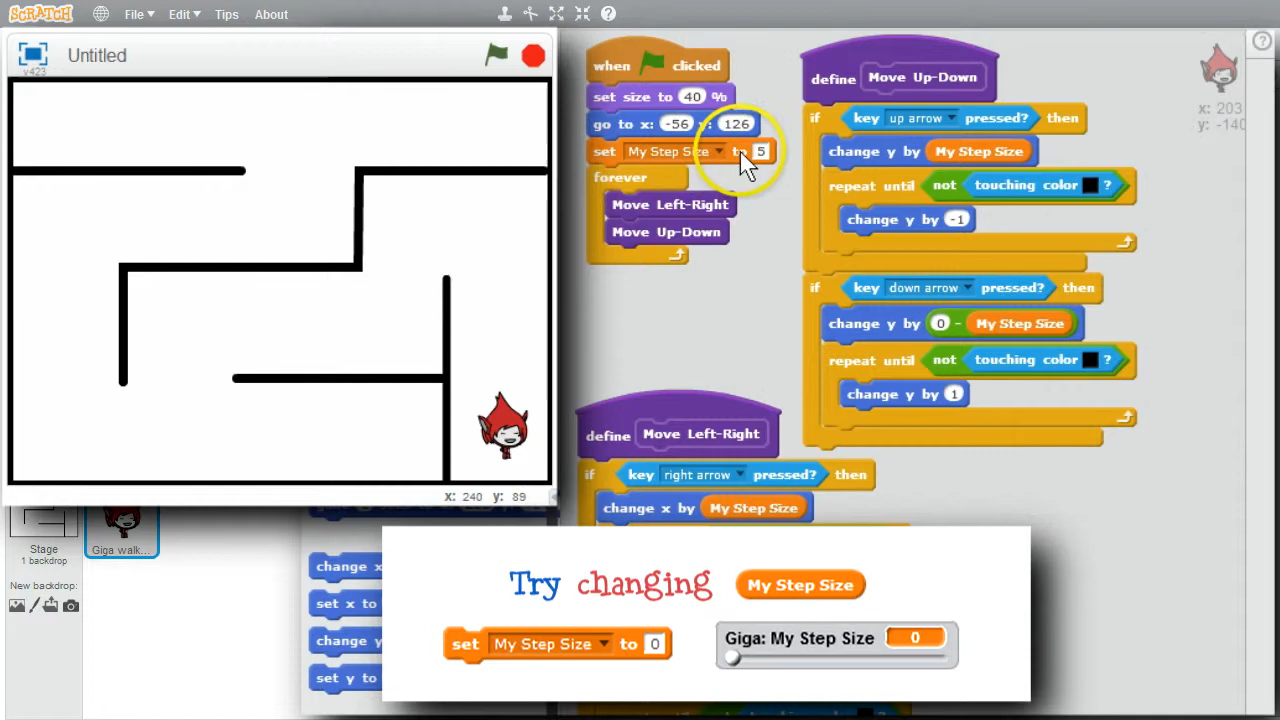 SCRATCH File Edit Tips About
Untitled
v423
x: 240 y: 89
when clicked
set size to 40 %
go to x: -56 y: 126
set My Step Size to 5
forever
Move Left-Right
Move Up-Down
define Move Up-Down
if key up arrow pressed? then
change y by My Step Size
repeat until not touching color ?
change y by -1
if key down arrow pressed? then
change y by 0 - My Step Size
repeat until not touching color ?
change y by 1
x: 203
y: -140
define Move Left-Right
if key right arrow pressed? then
change x by My Step Size
Stage
1 backdrop
New backdrop:
Giga walk...
change x
set x to
change y
set y to
Try changing My Step Size
set My Step Size to 0
Giga: My Step Size 0